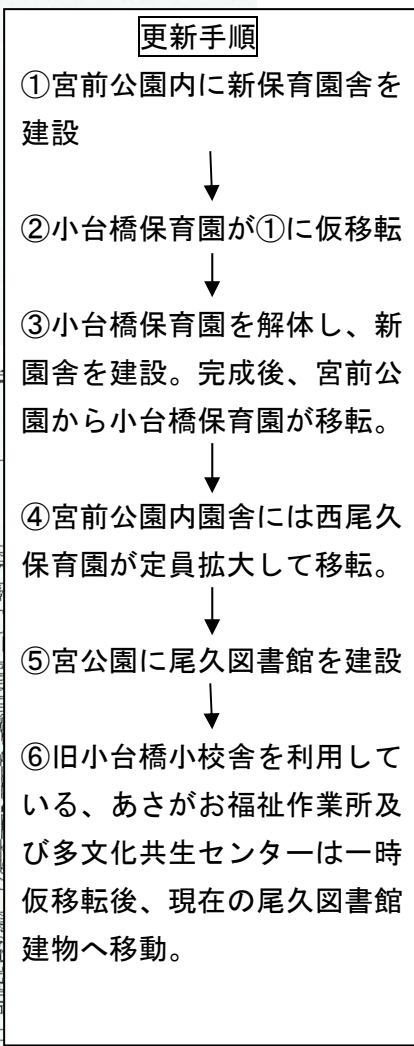 更新手順
①宮前公園内に新保育園舎を
建設
②小台橋保育園が①に仮移転
③小台橋保育園を解体し、新
園舎を建設。完成後、宮前公
園から小台橋保育園が移転。
④宮前公園内園舎には西尾久
保育園が定員拡大して移転。
⑤宮公園に尾久図書館を建設
⑥旧小台橋小校舎を利用して
いる、あさがお福祉作業所及
び多文化共生センターは一時
仮移転後、現在の尾久図書館
建物へ移動。